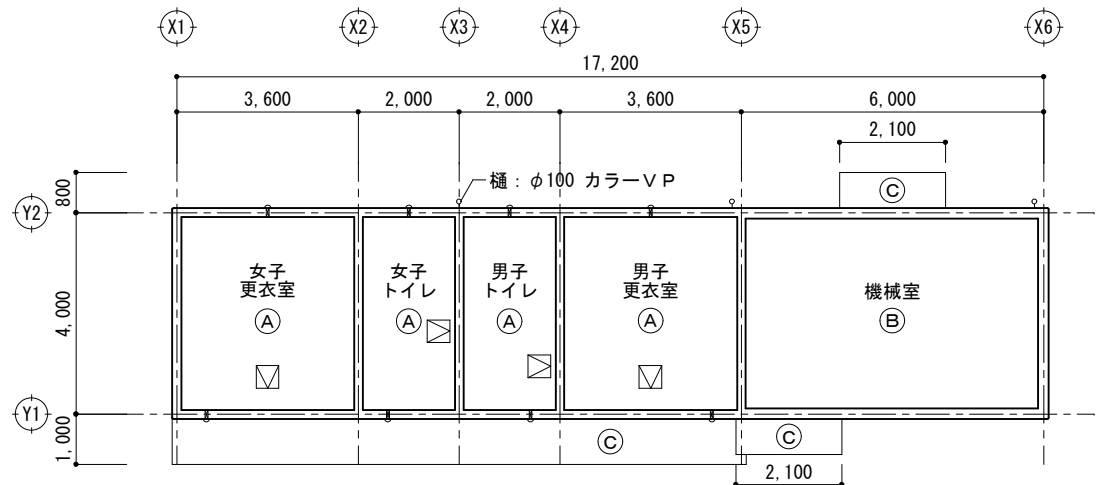 X1 X2 X3 X4 X5 X6
17,200
3,600 2,000 2,000 3,600 6,000
2,100
800
樋：φ100 カラーＶＰ
C
Y2
女子
更衣室
A
女子
トイレ
A
男子
トイレ
A
男子
更衣室
A
機械室
B
4,000
Y1
1,000
C
C
2,100